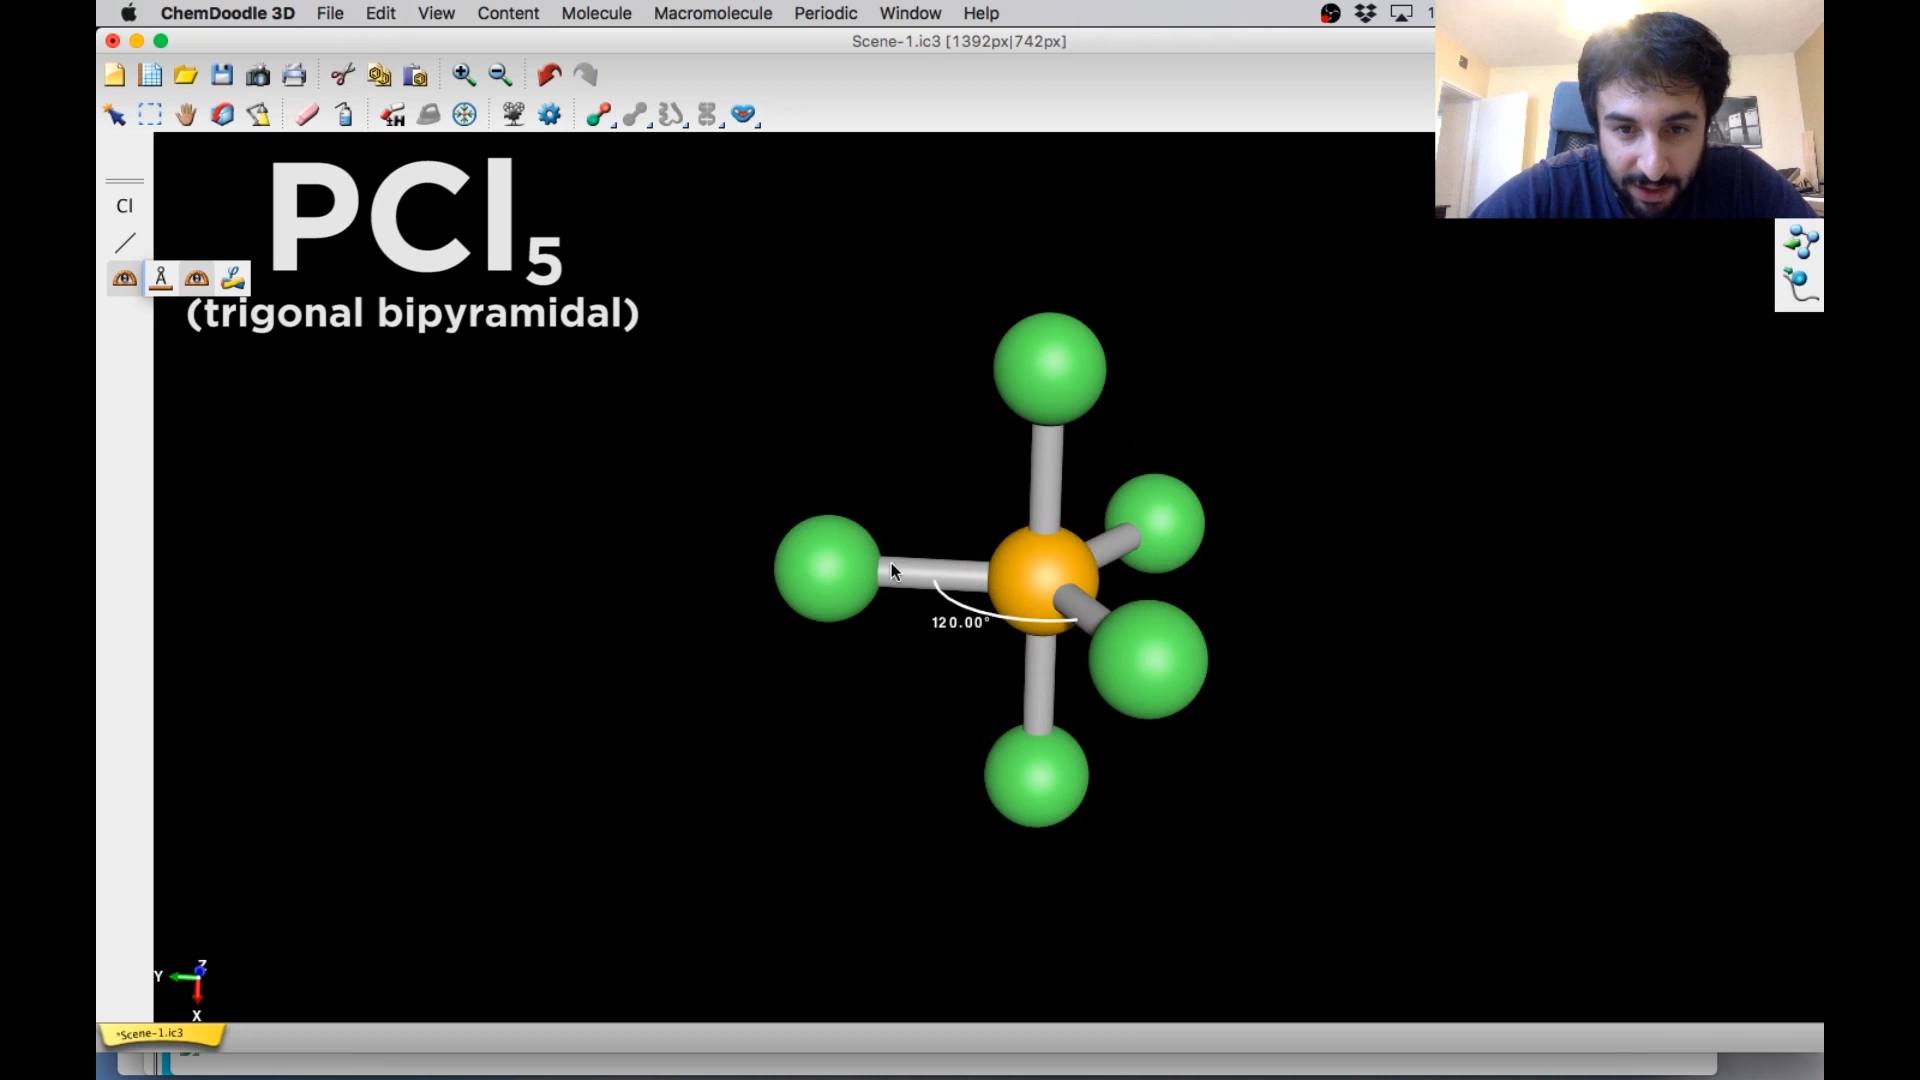 ChemDoodle 3D File Edit View Content Molecule Macromolecule Periodic Window Help 1
Scene-1.ic3 [1392px|742px]
PCl5
(trigonal bipyramidal)
Cl
Å
120.00°
Z
Y
X
*Scene-1.ic3